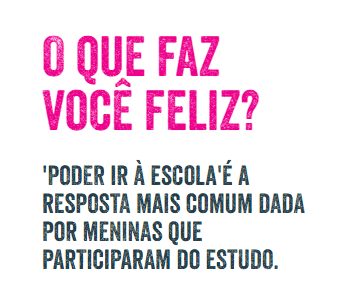 O QUE FAZ
VOCÊ FELIZ?
'PODER IR À ESCOLA'É A
RESPOSTA MAIS COMUM DADA
POR MENINAS QUE
PARTICIPARAM DO ESTUDO.